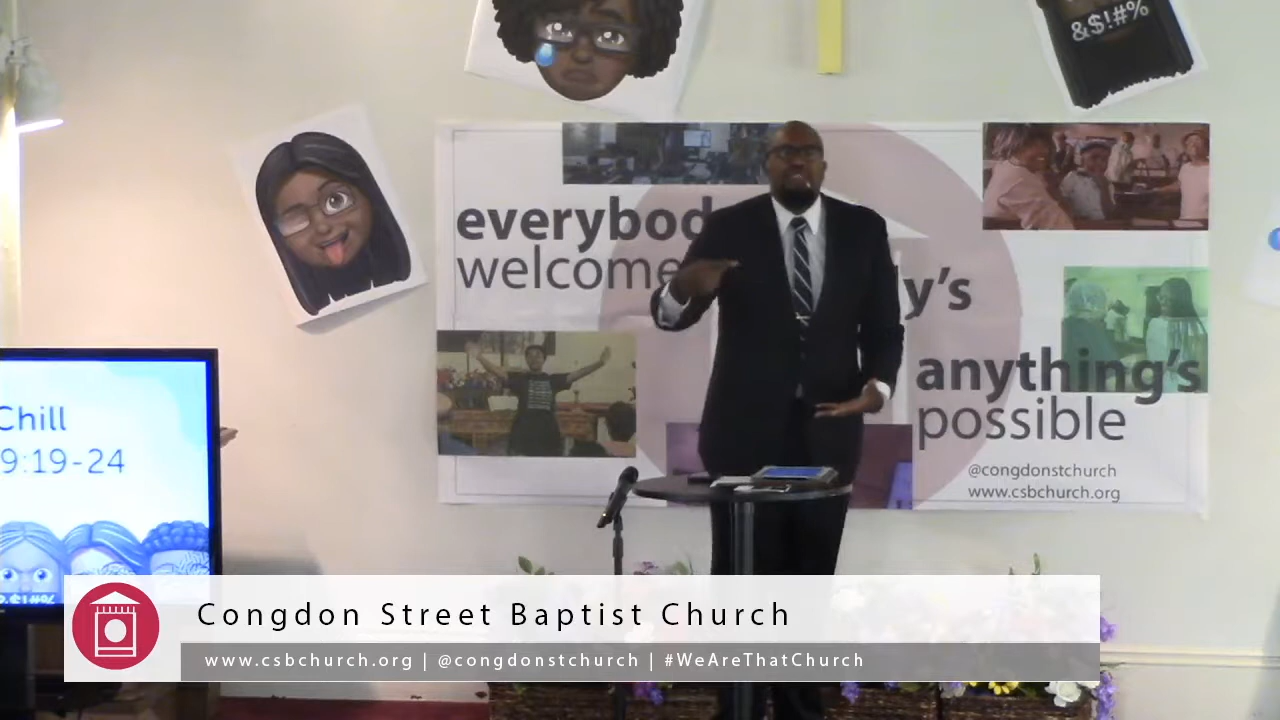 &$!#%
everybod
welcome
y's
anything's
possible
@congdonstchurch
www.csbchurch.org
Chill
9:19-24
Congdon Street Baptist Church
www.csbchurch.org | @congdonstchurch | #WeAreThatChurch